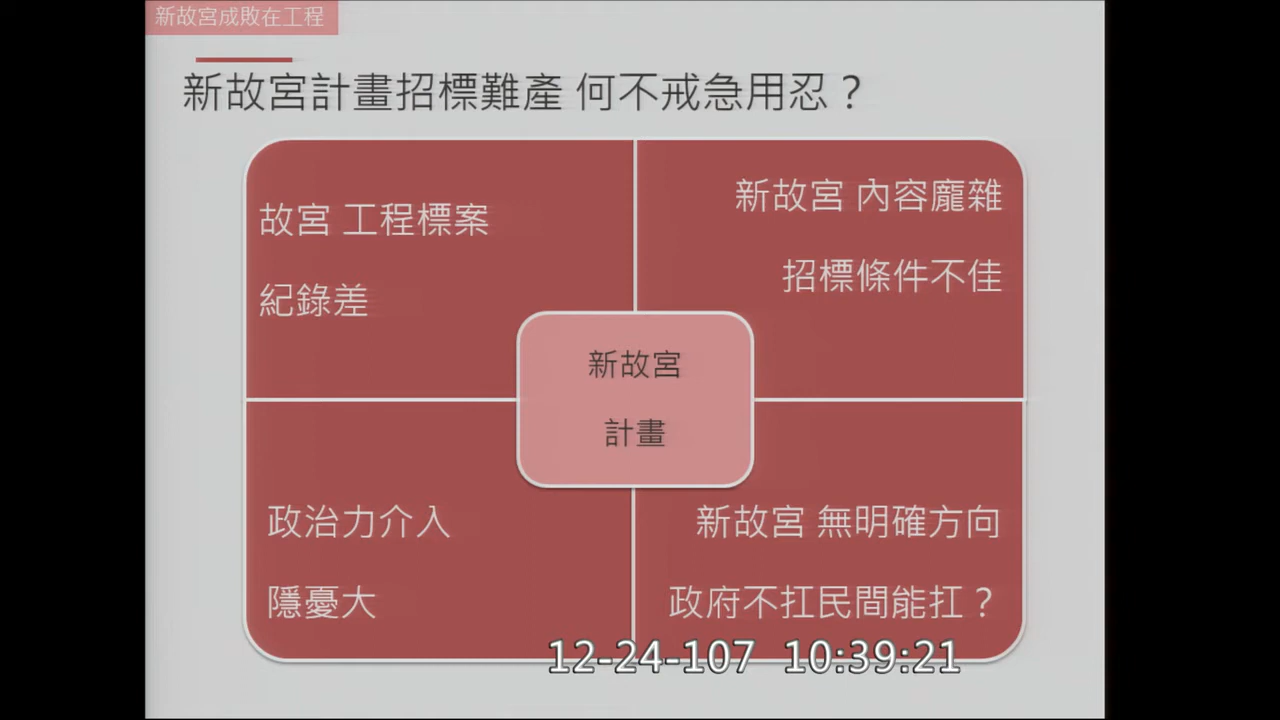 新故宮成敗在工程
新故宮計畫招標難產 何不戒急用忍？
故宮 工程標案
紀錄差
新故宮 內容龐雜
招標條件不佳
新故宮
計畫
政治力介入
隱憂大
新故宮 無明確方向
政府不扛民間能扛？
12-24-107 10:39:21